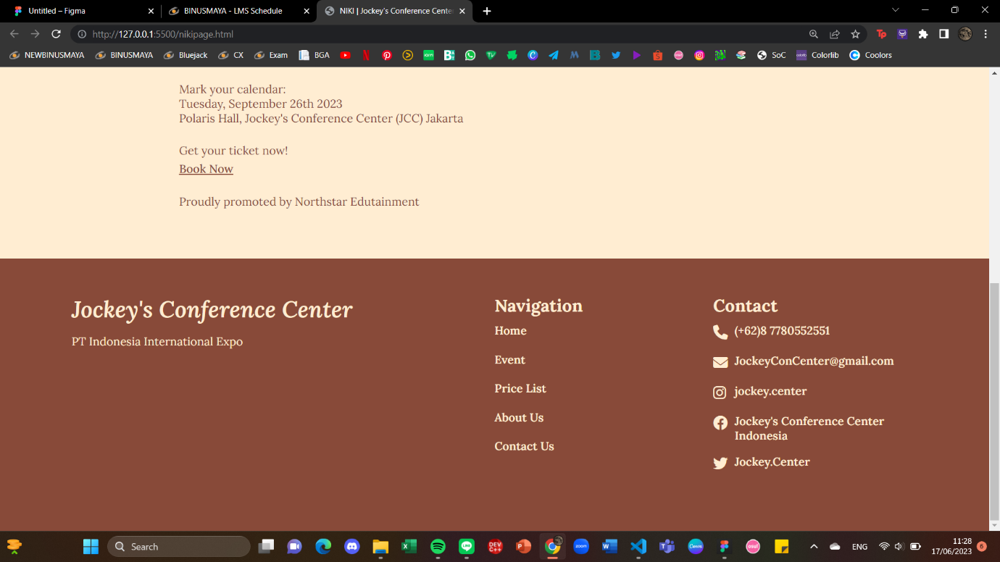 Untitled – Figma
BINUSMAYA - LMS Schedule
NIKI | Jockey's Conference Cente
http://127.0.0.1:5500/nikipage.html
NEWBINUSMAYA
BINUSMAYA
Bluejack
CX
Exam
BGA
SoC
Colorlib
Coolors
Mark your calendar:
Tuesday, September 26th 2023
Polaris Hall, Jockey's Conference Center (JCC) Jakarta
Get your ticket now!
Book Now
Proudly promoted by Northstar Edutainment
Jockey's Conference Center
PT Indonesia International Expo
Navigation
Home
Event
Price List
About Us
Contact Us
Contact
(+62)8 7780552551
JockeyConCenter@gmail.com
jockey.center
Jockey's Conference Center
Indonesia
Jockey.Center
Search
ENG
11:28
17/06/2023
6